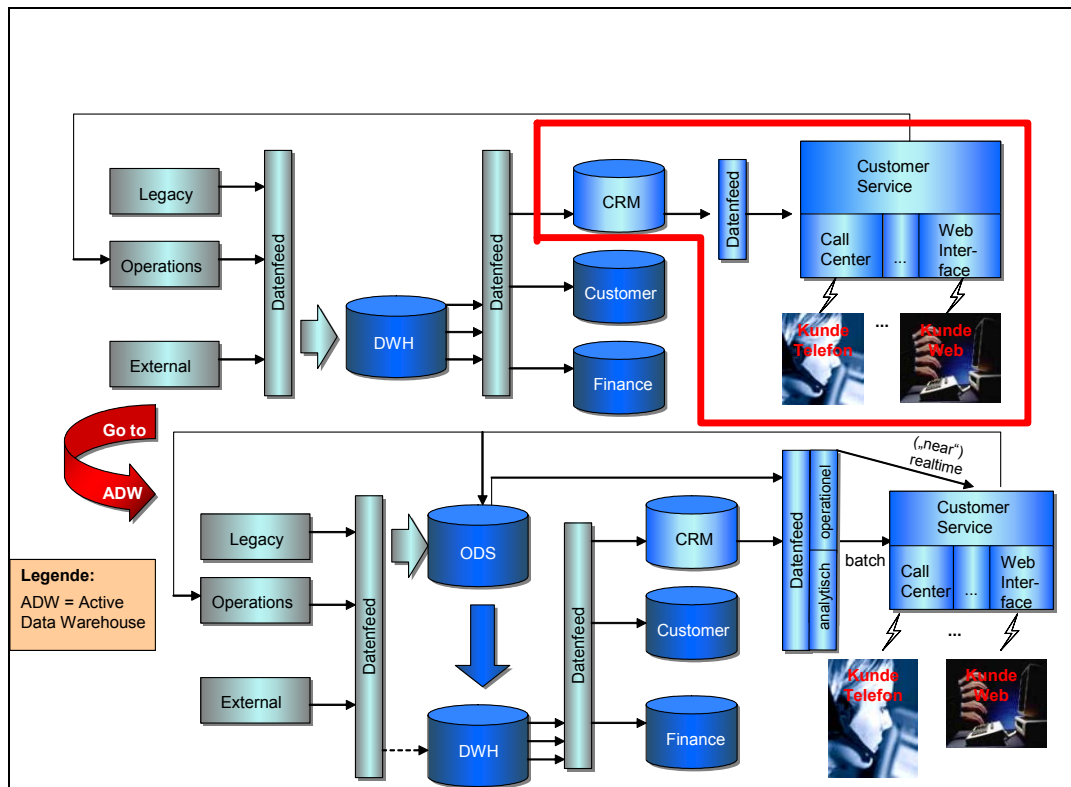 Legacy
Operations
External
Datenfeed
DWH
Datenfeed
CRM
Customer
Finance
Datenfeed
Customer
Service
Call
Center
...
Web
Inter-
face
Kunde
Telefon
...
Kunde
Web
Go to
ADW
Legende:
ADW = Active
Data Warehouse
Legacy
Operations
External
Datenfeed
ODS
DWH
Datenfeed
CRM
Customer
Finance
Datenfeed
operationel
analytisch
(„near“)
realtime
batch
Customer
Service
Call
Center
...
Web
Inter-
face
Kunde
Telefon
...
Kunde
Web